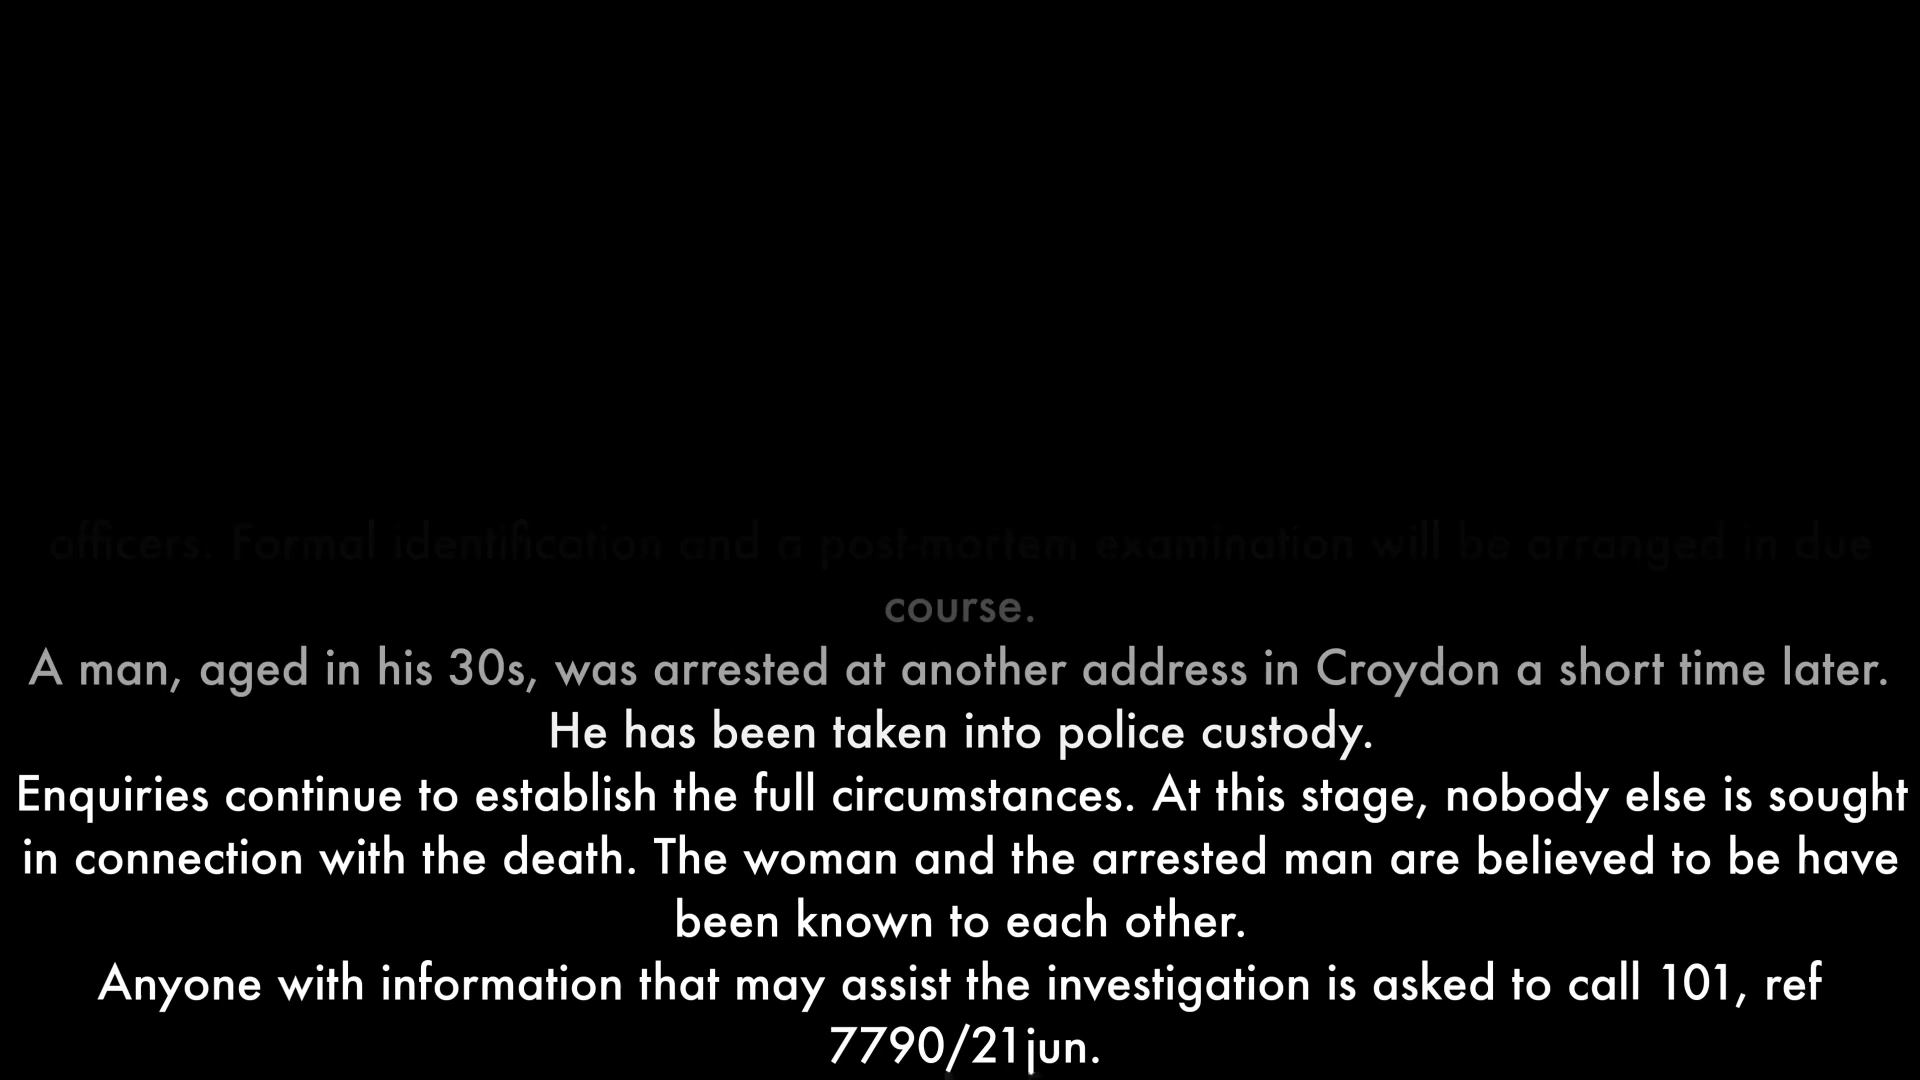 officers. Formal identification and a post-mortem examination will be arranged in due
course.
A man, aged in his 30s, was arrested at another address in Croydon a short time later.
He has been taken into police custody.
Enquiries continue to establish the full circumstances. At this stage, nobody else is sought
in connection with the death. The woman and the arrested man are believed to be have
been known to each other.
Anyone with information that may assist the investigation is asked to call 101, ref
7790/21jun.